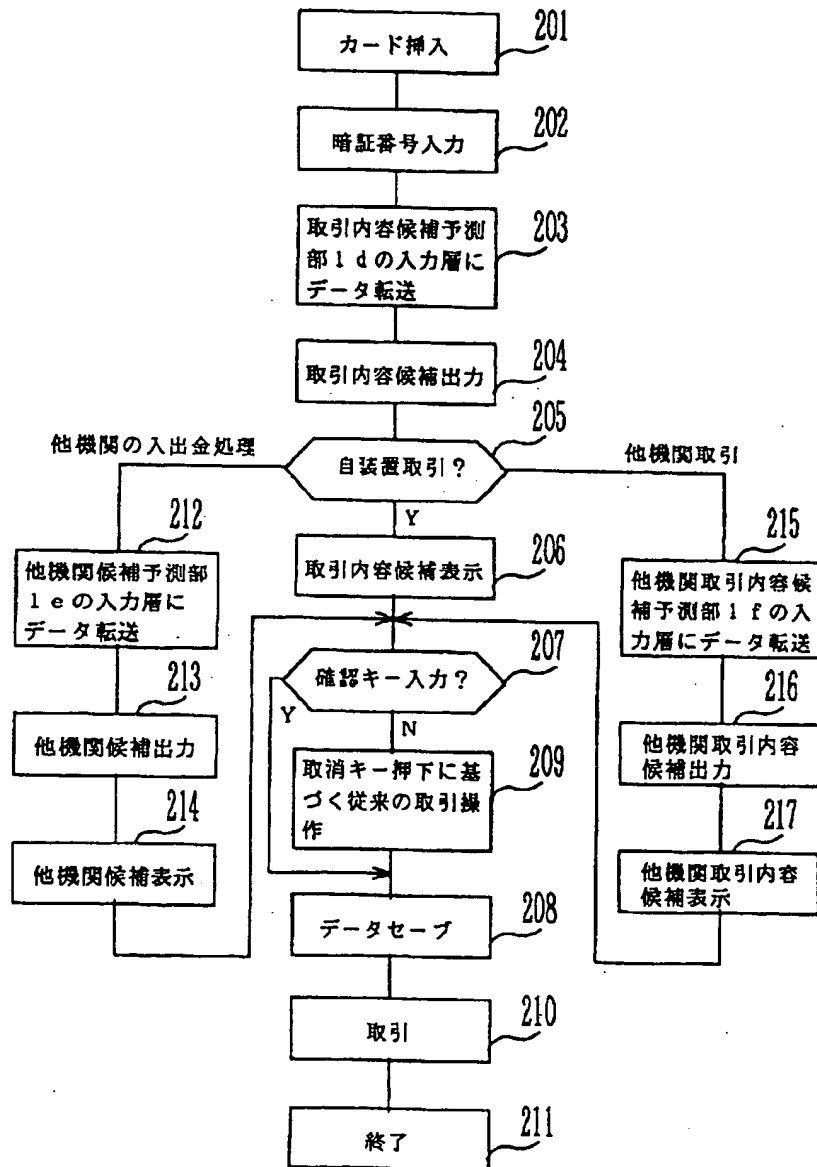 201
カード挿入
202
暗証番号入力
203
取引内容候補予測
部1dの入力層に
データ転送
204
取引内容候補出力
205
自装置取引?
他機関の入出金処理
他機関取引
Y
206
取引内容候補表示
212
他機関候補予測部
1eの入力層に
データ転送
213
他機関候補出力
214
他機関候補表示
215
他機関取引内容候
補予測部1fの入
力層にデータ転送
216
他機関取引内容
候補出力
217
他機関取引内容
候補表示
207
確認キー入力?
Y
N
209
取消キー押下に基
づく従来の取引操
作
208
データセーブ
210
取引
211
終了